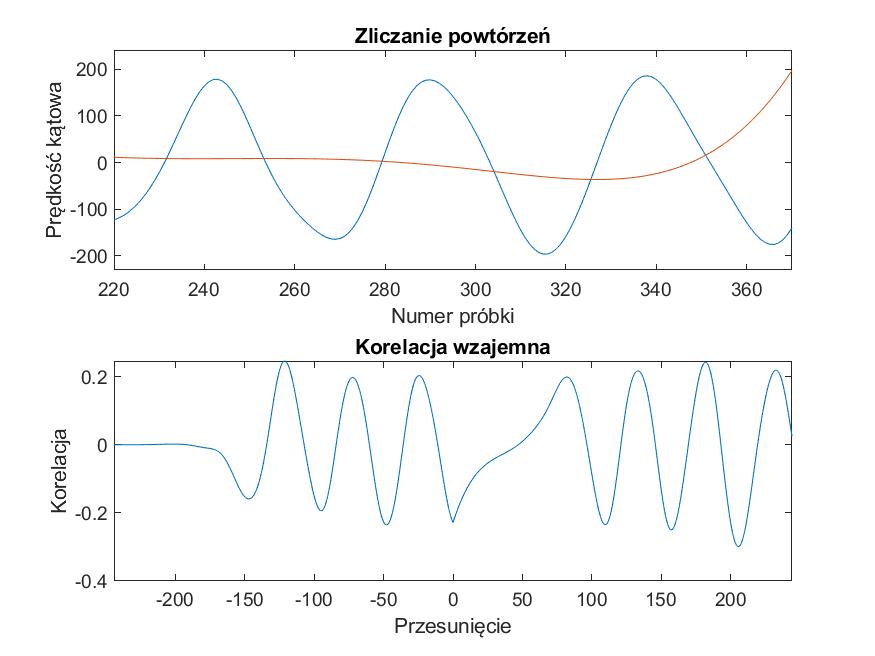 Zliczanie powtórzeń
Prędkość kątowa
200
100
0
-100
-200
220 240 260 280 300 320 340 360
Numer próbki
Korelacja wzajemna
Korelacja
0.2
0
-0.2
-0.4
-200 -150 -100 -50 0 50 100 150 200
Przesunięcie